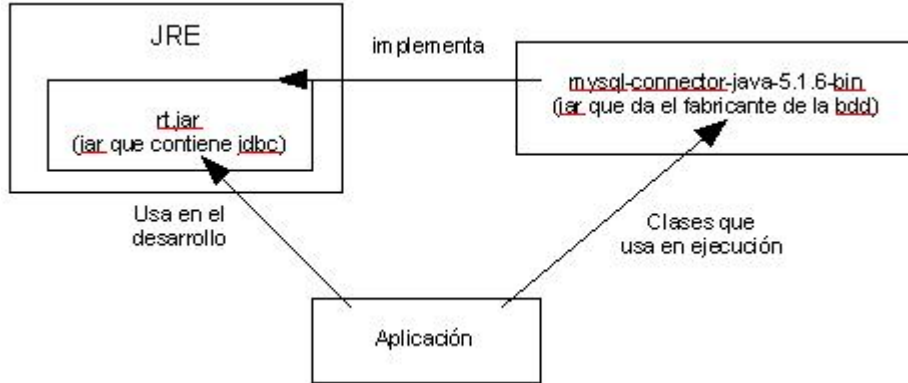 JRE
implementa
rt.jar
(jar que contiene jdbc)
mysql-connector-java-5.1.6-bin
(jar que da el fabricante de la bdd)
Usa en el
desarrollo
Clases que
usa en ejecución
Aplicación